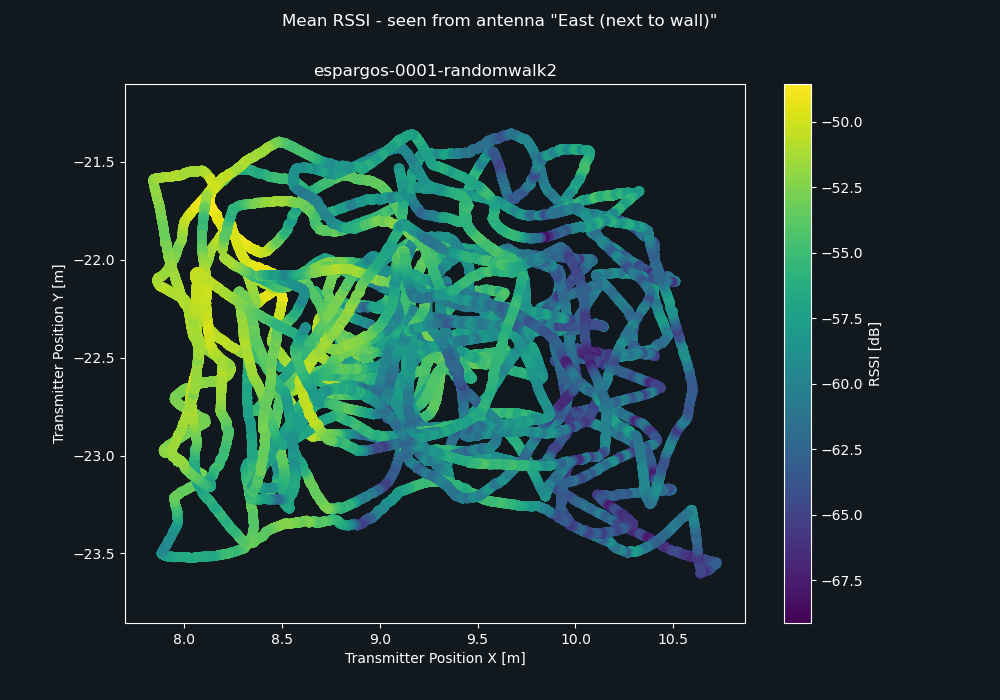 Mean RSSI - seen from antenna "East (next to wall)"
espargos-0001-randomwalk2
−21.5
−22.0
−22.5
−23.0
−23.5
Transmitter Position Y [m]
8.0 8.5 9.0 9.5 10.0 10.5
Transmitter Position X [m]
−50.0
−52.5
−55.0
−57.5
−60.0
−62.5
−65.0
−67.5
RSSI [dB]